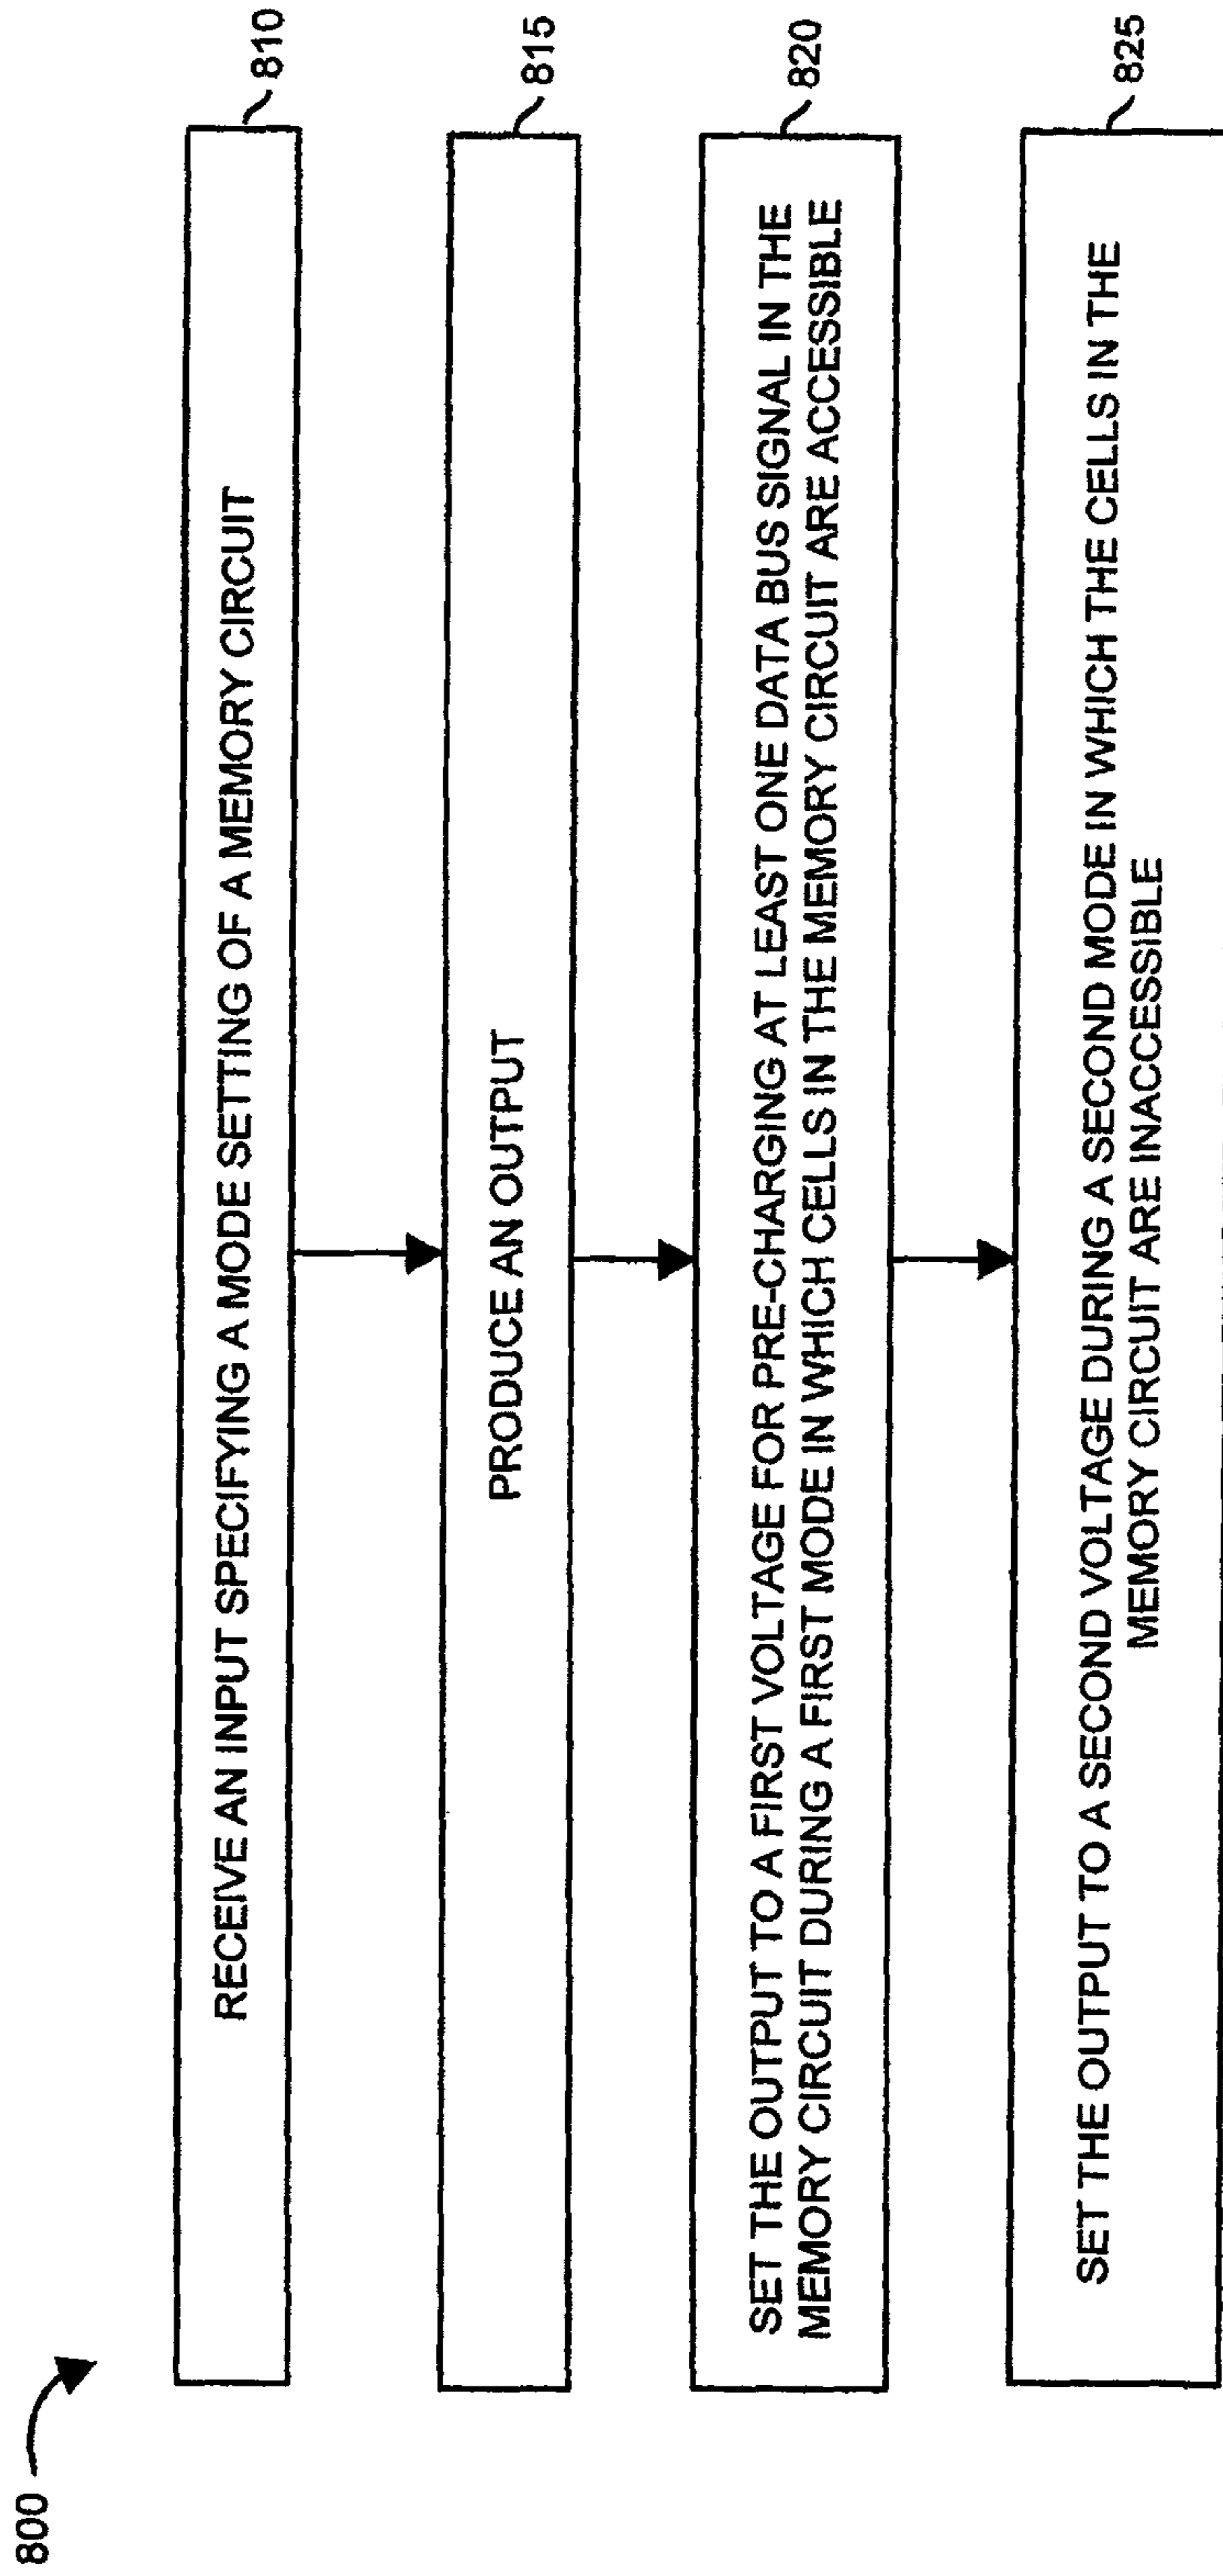 800
RECEIVE AN INPUT SPECIFYING A MODE SETTING OF A MEMORY CIRCUIT
810
PRODUCE AN OUTPUT
815
SET THE OUTPUT TO A FIRST VOLTAGE FOR PRE-CHARGING AT LEAST ONE DATA BUS SIGNAL IN THE
MEMORY CIRCUIT DURING A FIRST MODE IN WHICH CELLS IN THE MEMORY CIRCUIT ARE ACCESSIBLE
820
SET THE OUTPUT TO A SECOND VOLTAGE DURING A SECOND MODE IN WHICH THE CELLS IN THE
MEMORY CIRCUIT ARE INACCESSIBLE
825